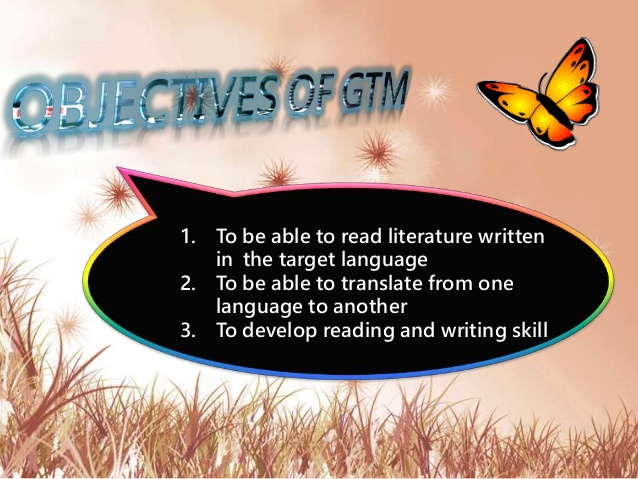 OBJECTIVES OF GTM
1. To be able to read literature written
in the target language
2. To be able to translate from one
language to another
3. To develop reading and writing skill